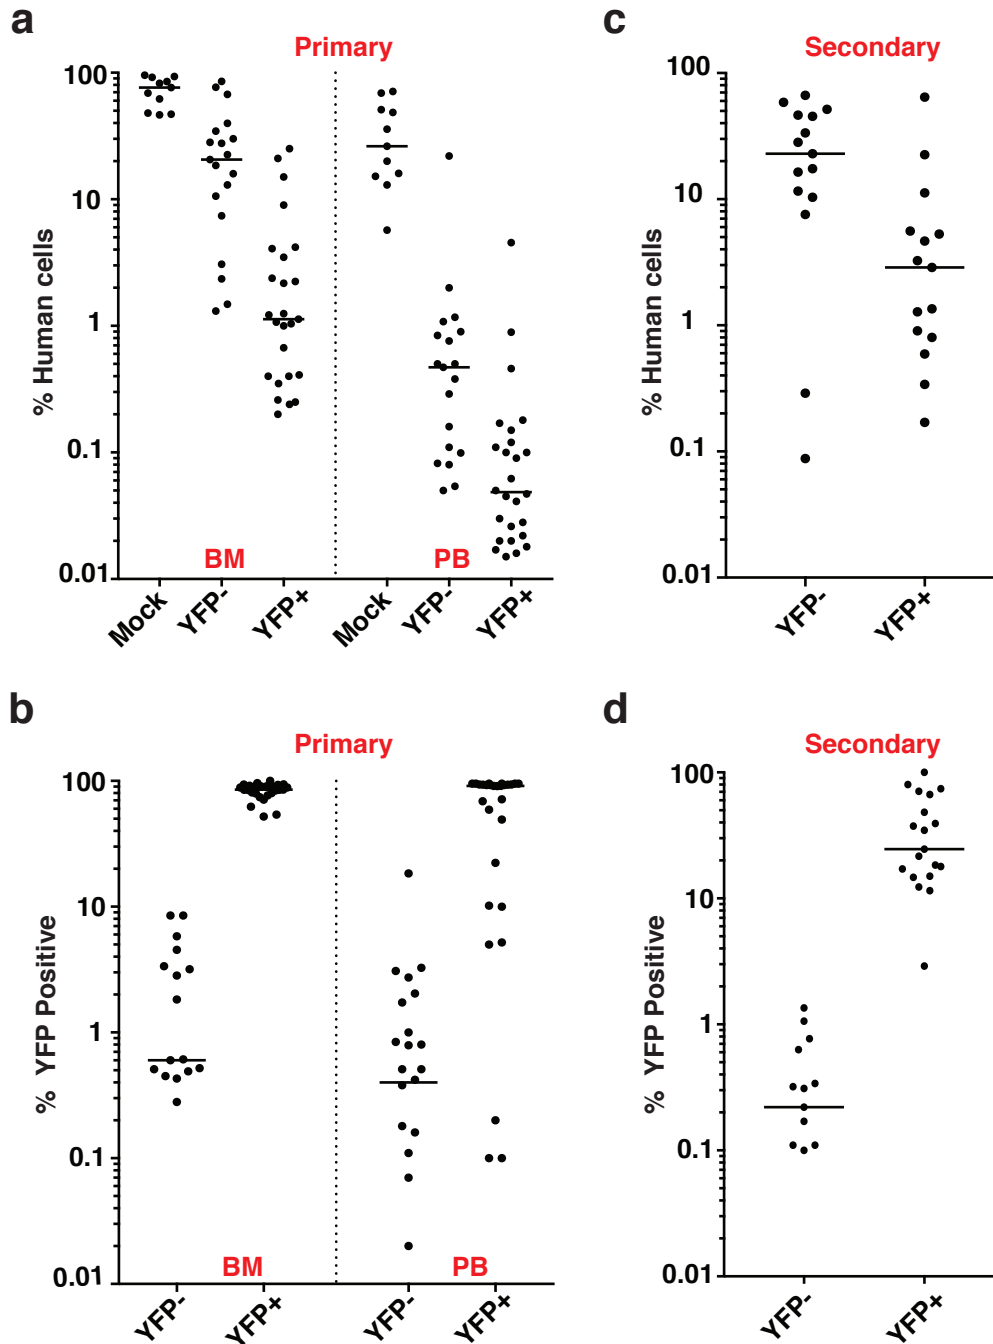 a
Primary
% Human cells
100
10
1
0.1
0.01
BM
PB
Mock
YFP-
YFP+
Mock
YFP-
YFP+
c
Secondary
% Human cells
100
10
1
0.1
0.01
YFP-
YFP+
b
Primary
% YFP Positive
100
10
1
0.1
0.01
BM
PB
YFP-
YFP+
YFP-
YFP+
d
Secondary
% YFP Positive
100
10
1
0.1
0.01
YFP-
YFP+